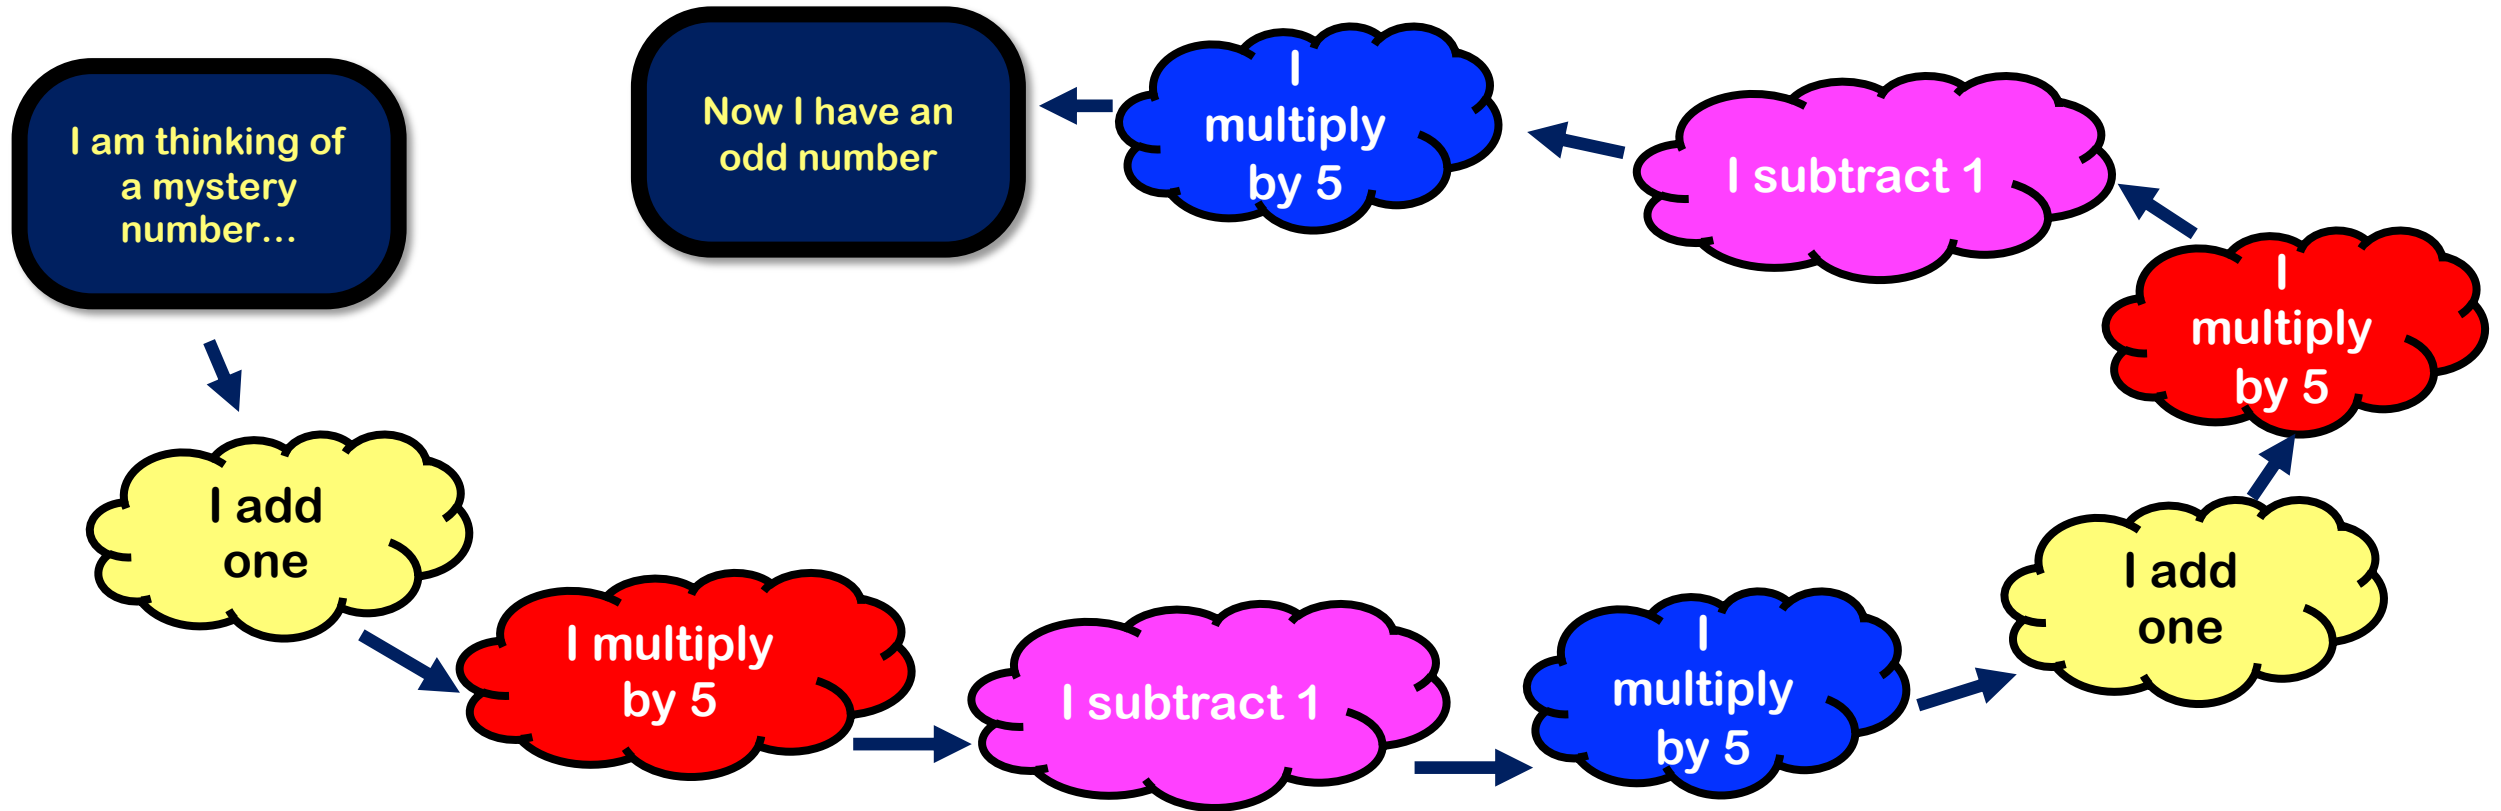 I am thinking of
a mystery
number...
I add
one
I multiply
by 5
I subtract 1
I
multiply
by 5
I add
one
I
multiply
by 5
I subtract 1
I
multiply
by 5
Now I have an
odd number